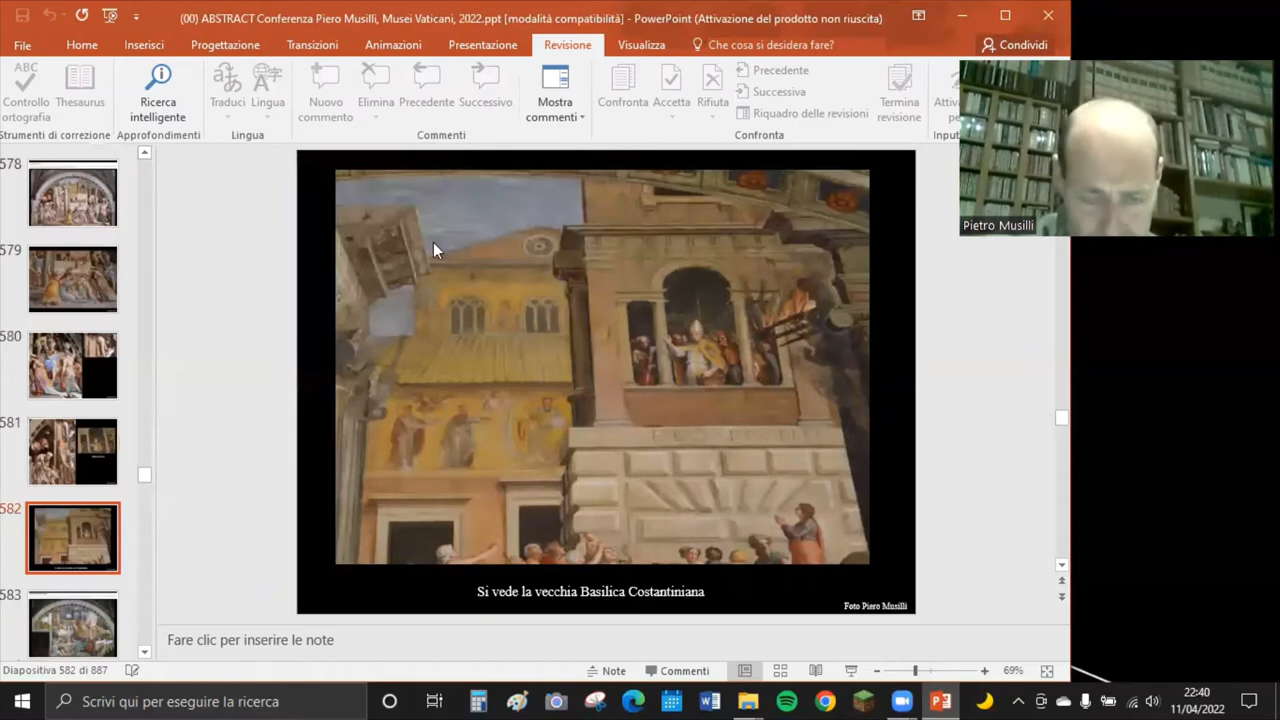 (00) ABSTRACT Conferenza Piero Musilli, Musei Vaticani, 2022.ppt [modalità compatibilità] - PowerPoint (Attivazione del prodotto non riuscita)
File Home Inserisci Progettazione Transizioni Animazioni Presentazione Revisione Visualizza Che cosa si desidera fare? Condividi
ABC
Controllo ortografia
Thesaurus
Ricerca intelligente
Traduci
Lingua
Nuovo commento
Elimina
Precedente
Successivo
Mostra commenti
Confronta
Accetta
Rifiuta
Precedente
Successiva
Riquadro delle revisioni
Termina revisione
Strumenti di correzione Approfondimenti Lingua Commenti Confronta
Pietro Musilli
578
579
580
581
582
583
Si vede la vecchia Basilica Costantiniana
Foto Piero Musilli
Fare clic per inserire le note
Diapositiva 582 di 887 Note Commenti 69%
Scrivi qui per eseguire la ricerca
22:40
11/04/2022